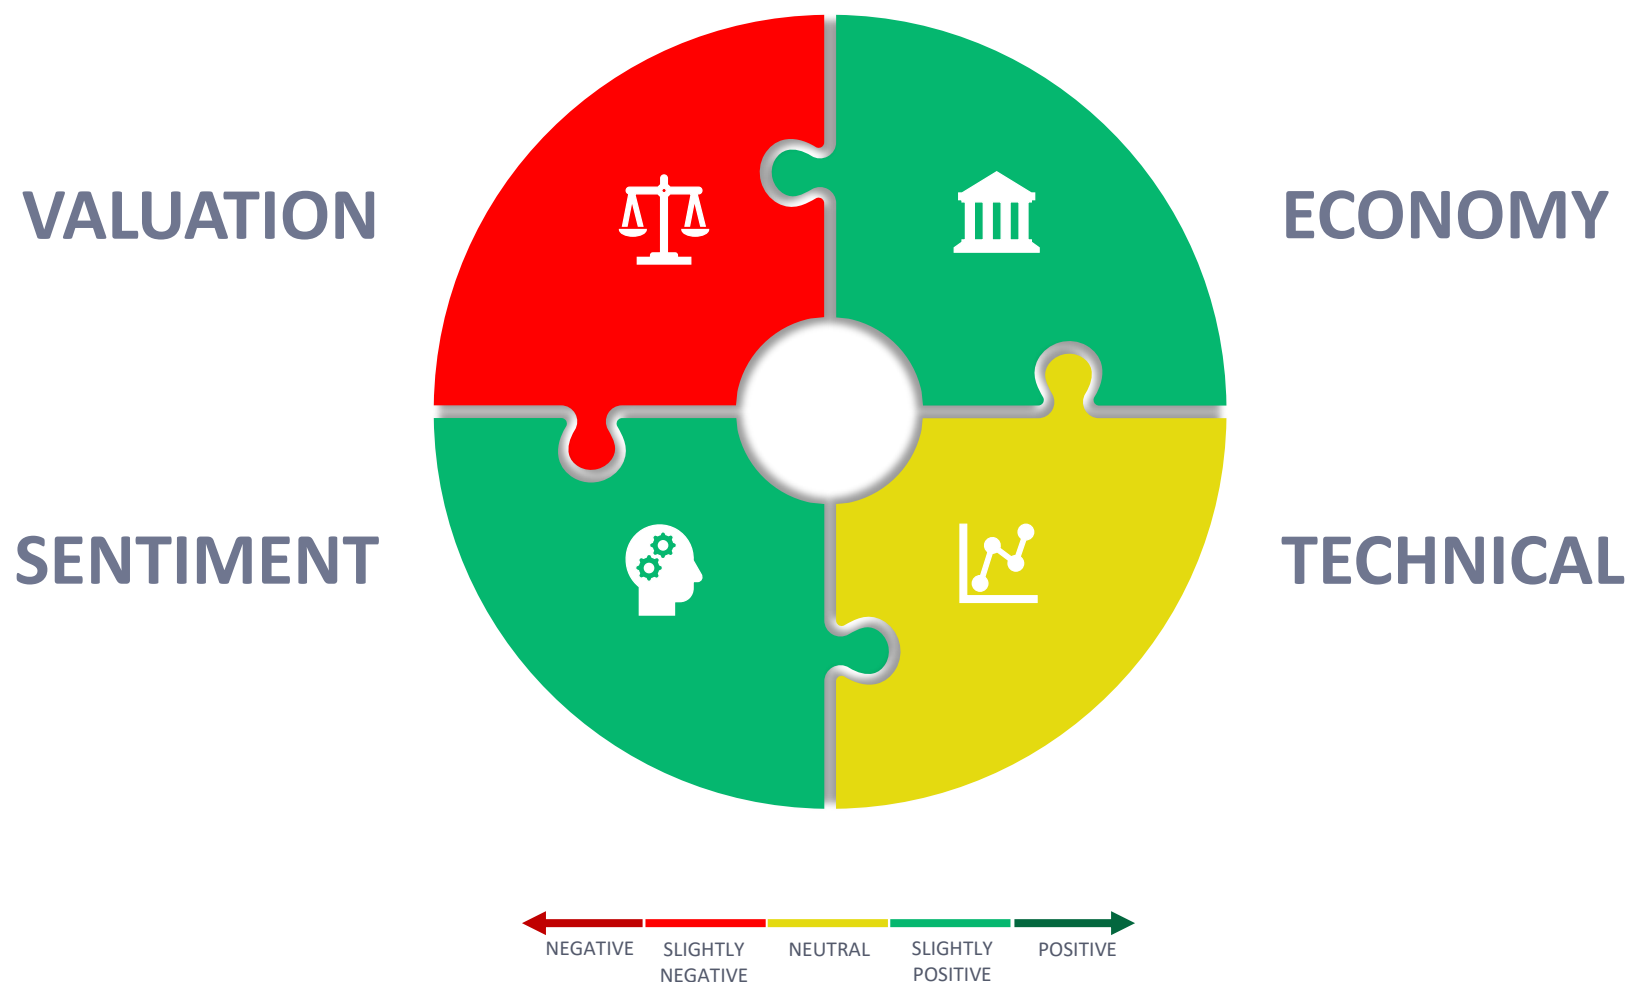 VALUATION
ECONOMY
SENTIMENT
TECHNICAL
NEGATIVE
SLIGHTLY
NEGATIVE
NEUTRAL
SLIGHTLY
POSITIVE
POSITIVE